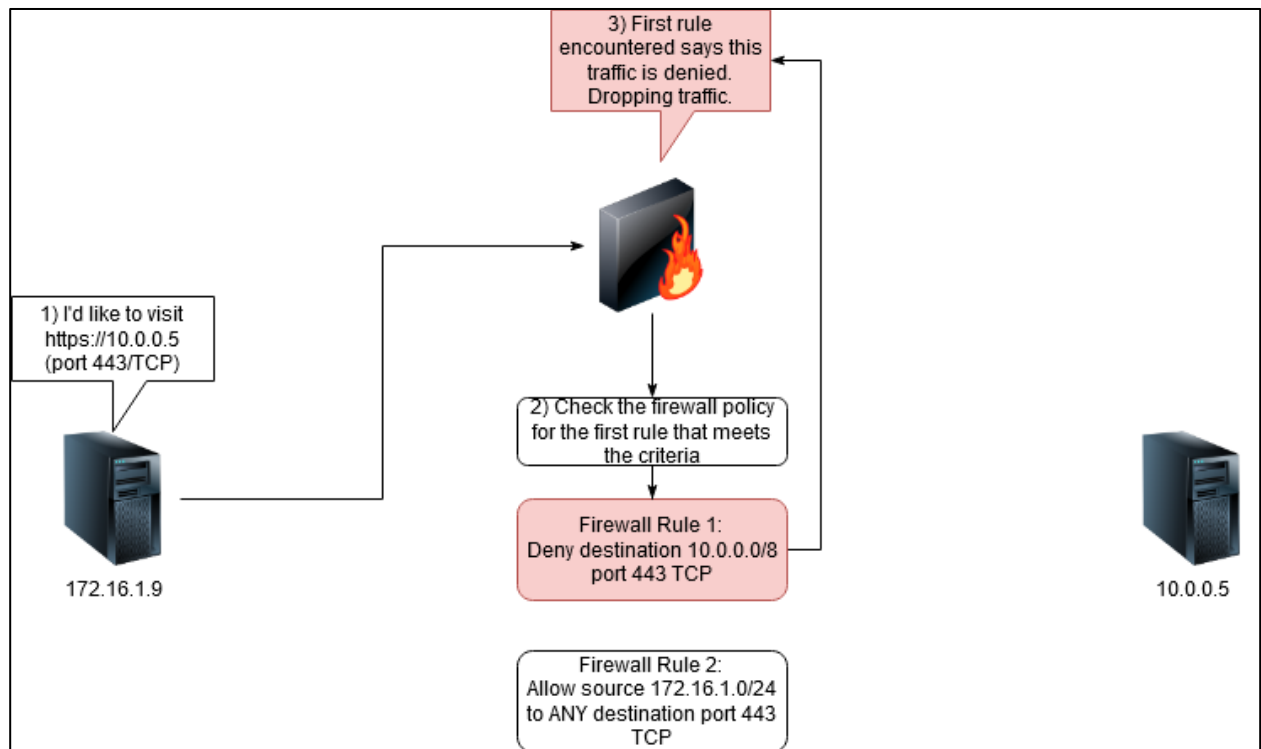 3) First rule
encountered says this
traffic is denied.
Dropping traffic.
1) I'd like to visit
https://10.0.0.5
(port 443/TCP)
2) Check the firewall policy
for the first rule that meets
the criteria
Firewall Rule 1:
Deny destination 10.0.0.0/8
port 443 TCP
172.16.1.9
10.0.0.5
Firewall Rule 2:
Allow source 172.16.1.0/24
to ANY destination port 443
TCP